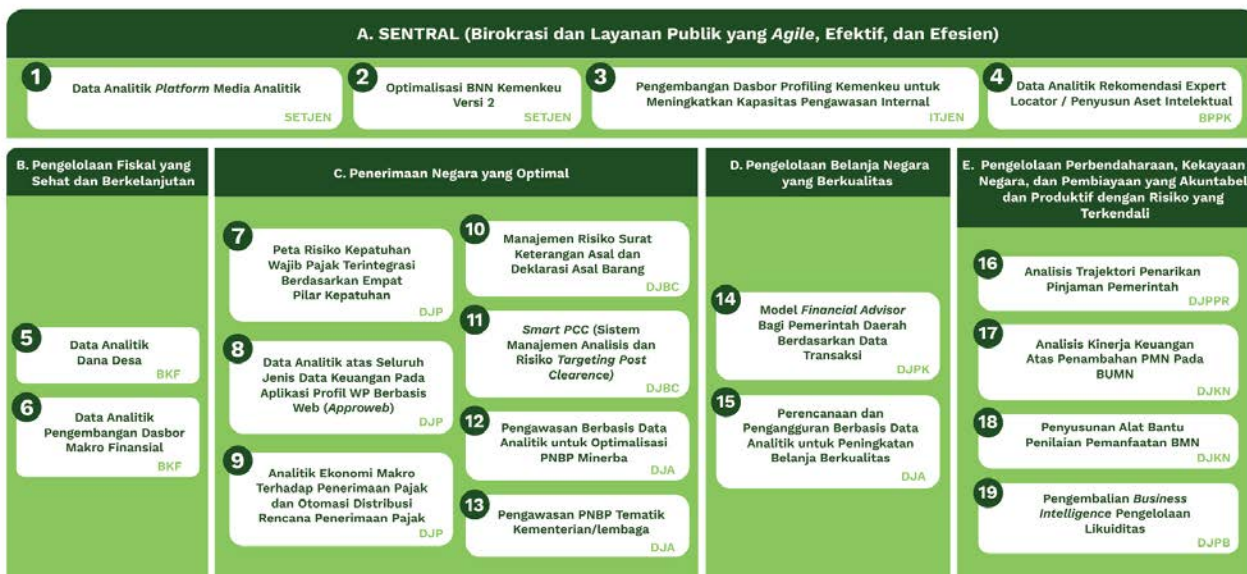 A. SENTRAL (Birokrasi dan Layanan Publik yang Agile, Efektif, dan Efesien)
1
Data Analitik Platform Media Analitik
SETJEN
2
Optimalisasi BNN Kemenkeu
Versi 2
SETJEN
3
Pengembangan Dasbor Profiling Kemenkeu untuk
Meningkatkan Kapasitas Pengawasan Internal
ITJEN
4
Data Analitik Rekomendasi Expert
Locator / Penyusun Aset Intelektual
BPPK
B. Pengelolaan Fiskal yang
Sehat dan Berkelanjutan
5
Data Analitik
Dana Desa
BKF
6
Data Analitik
Pengembangan Dasbor
Makro Finansial
BKF
C. Penerimaan Negara yang Optimal
7
Peta Risiko Kepatuhan
Wajib Pajak Terintegrasi
Berdasarkan Empat
Pilar Kepatuhan
DJP
8
Data Analitik atas Seluruh
Jenis Data Keuangan Pada
Aplikasi Profil WP Berbasis
Web (Approweb)
DJP
9
Analitik Ekonomi Makro
Terhadap Penerimaan Pajak
dan Otomasi Distribusi
Rencana Penerimaan Pajak
DJP
10
Manajemen Risiko Surat
Keterangan Asal dan
Deklarasi Asal Barang
DJBC
11
Smart PCC (Sistem
Manajemen Analisis dan
Risiko Targeting Post
Clearence)
DJBC
12
Pengawasan Berbasis Data
Analitik untuk Optimalisasi
PNBP Minerba
DJA
13
Pengawasan PNBP Tematik
Kementerian/lembaga
DJA
D. Pengelolaan Belanja Negara
yang Berkualitas
14
Model Financial Advisor
Bagi Pemerintah Daerah
Berdasarkan Data
Transaksi
DJPK
15
Perencanaan dan
Pengangguran Berbasis Data
Analitik untuk Peningkatan
Belanja Berkualitas
DJA
E. Pengelolaan Perbendaharaan, Kekayaan
Negara, dan Pembiayaan yang Akuntabel
dan Produktif dengan Risiko yang
Terkendali
16
Analisis Trajektori Penarikan
Pinjaman Pemerintah
DJPPR
17
Analisis Kinerja Keuangan
Atas Penambahan PMN Pada
BUMN
DJKN
18
Penyusunan Alat Bantu
Penilaian Pemanfaatan BMN
DJKN
19
Pengembalian Business
Intelligence Pengelolaan
Likuiditas
DJPB